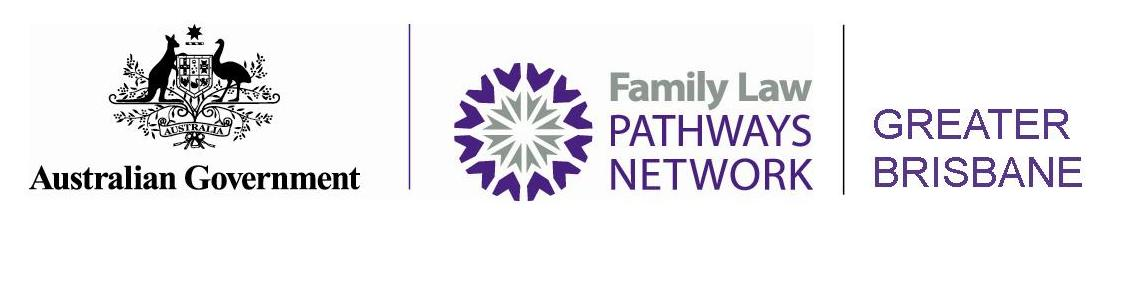 AUSTRALIA
Australian Government
Family Law
PATHWAYS
NETWORK
GREATER
BRISBANE